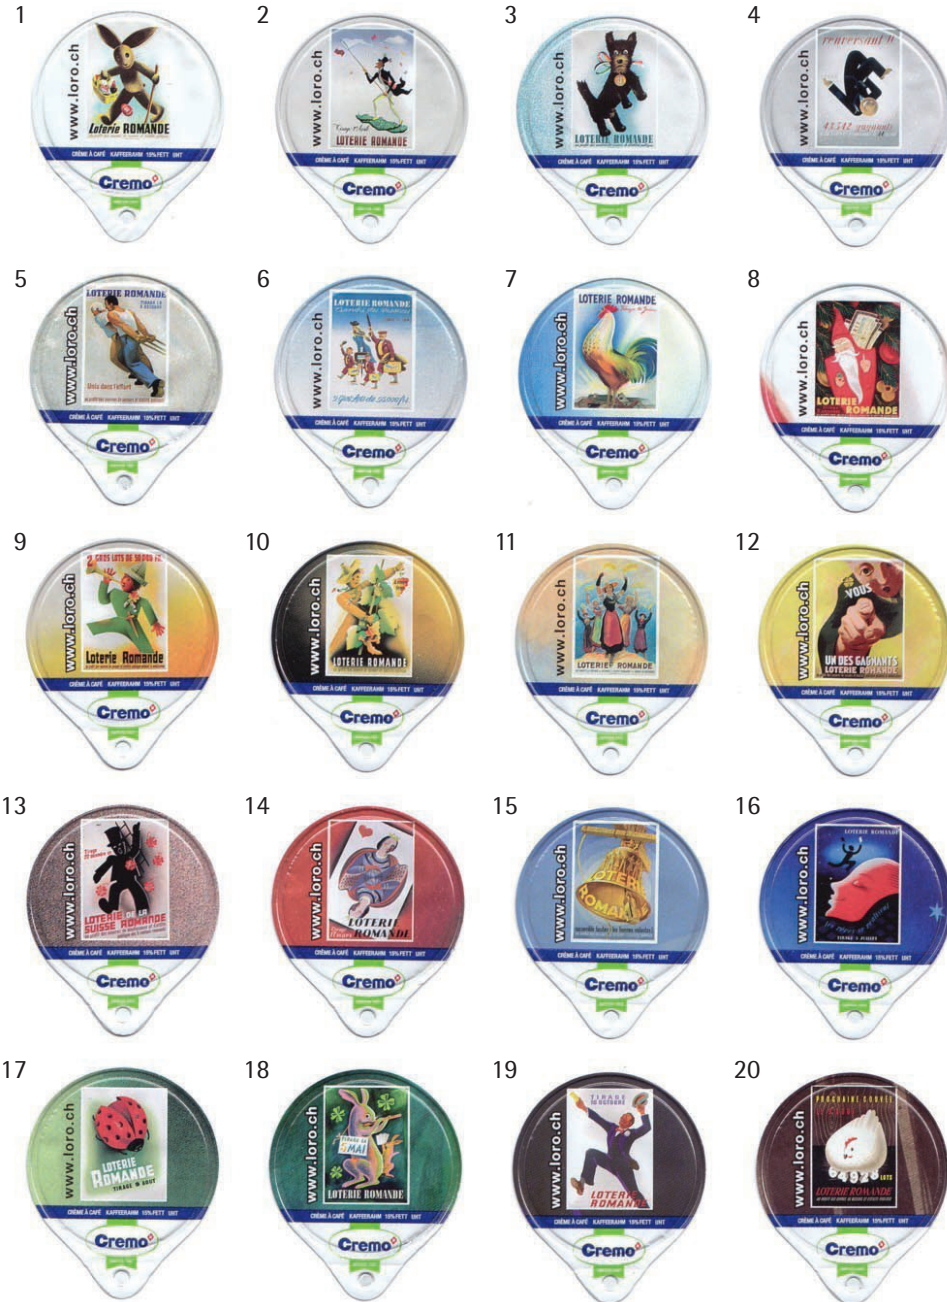 1
www.loro.ch
Loterie ROMANDE
CRÈME À CAFÉ KAFFEERAHM 15% FETT UHT
Cremo
2
LOTERIE ROMANDE
CRÈME À CAFÉ KAFFEERAHM 15% FETT UHT
Cremo
3
www.loro.ch
LOTERIE ROMANDE
CRÈME À CAFÉ KAFFEERAHM 15% FETT UHT
Cremo
4
www.loro.ch
renversant !!
43.542 gagnants
CRÈME À CAFÉ KAFFEERAHM 15% FETT UHT
Cremo
5
www.loro.ch
LOTERIE ROMANDE
Unis dans l'effort
CRÈME À CAFÉ KAFFEERAHM 15% FETT UHT
Cremo
6
www.loro.ch
LOTERIE ROMANDE
CRÈME À CAFÉ KAFFEERAHM 15% FETT UHT
Cremo
7
www.loro.ch
LOTERIE ROMANDE
CRÈME À CAFÉ KAFFEERAHM 15% FETT UHT
Cremo
8
www.loro.ch
LOTERIE
ROMANDE
CRÈME À CAFÉ KAFFEERAHM 15% FETT UHT
Cremo
9
www.loro.ch
2 GROS LOTS DE
Loterie Romande
CRÈME À CAFÉ KAFFEERAHM 15% FETT UHT
Cremo
10
www.loro.ch
LOTERIE ROMANDE
CRÈME À CAFÉ KAFFEERAHM 15% FETT UHT
Cremo
11
www.loro.ch
LOTERIE ROMANDE
CRÈME À CAFÉ KAFFEERAHM 15% FETT UHT
Cremo
12
www.loro.ch
VOUS
UN DES GAGNANTS
LOTERIE ROMANDE
CRÈME À CAFÉ KAFFEERAHM 15% FETT UHT
Cremo
13
www.loro.ch
Tirage
LOTERIE DE LA
SUISSE ROMANDE
CRÈME À CAFÉ KAFFEERAHM 15% FETT UHT
Cremo
14
www.loro.ch
LOTERIE
ROMANDE
CRÈME À CAFÉ KAFFEERAHM 15% FETT UHT
Cremo
15
www.loro.ch
LOTERIE
ROMANDE
CRÈME À CAFÉ KAFFEERAHM 15% FETT UHT
Cremo
16
www.loro.ch
LOTERIE ROMANDE
CRÈME À CAFÉ KAFFEERAHM 15% FETT UHT
Cremo
17
www.loro.ch
LOTERIE
ROMANDE
CRÈME À CAFÉ KAFFEERAHM 15% FETT UHT
Cremo
18
www.loro.ch
MAI
LOTERIE ROMANDE
CRÈME À CAFÉ KAFFEERAHM 15% FETT UHT
Cremo
19
www.loro.ch
TIRAGE
LOTERIE
ROMANDE
CRÈME À CAFÉ KAFFEERAHM 15% FETT UHT
Cremo
20
www.loro.ch
PROCHAINE COUVÉE
64928 LOTS
LOTERIE ROMANDE
CRÈME À CAFÉ KAFFEERAHM 15% FETT UHT
Cremo